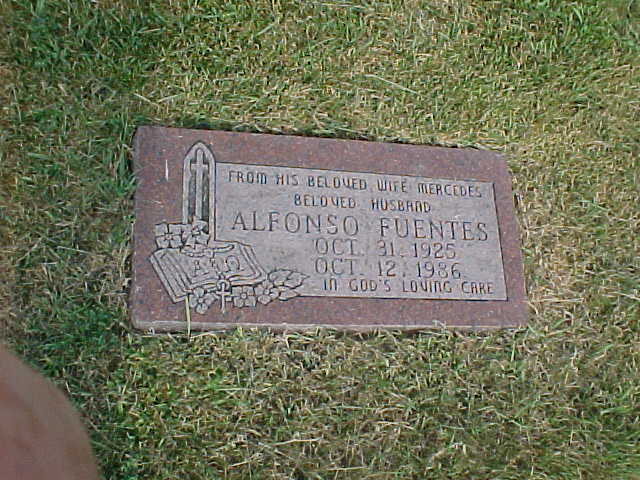 FROM HIS BELOVED WIFE MERCEDES
BELOVED HUSBAND
ALFONSO FUENTES
OCT. 31, 1925
OCT. 12, 1986
IN GOD'S LOVING CARE